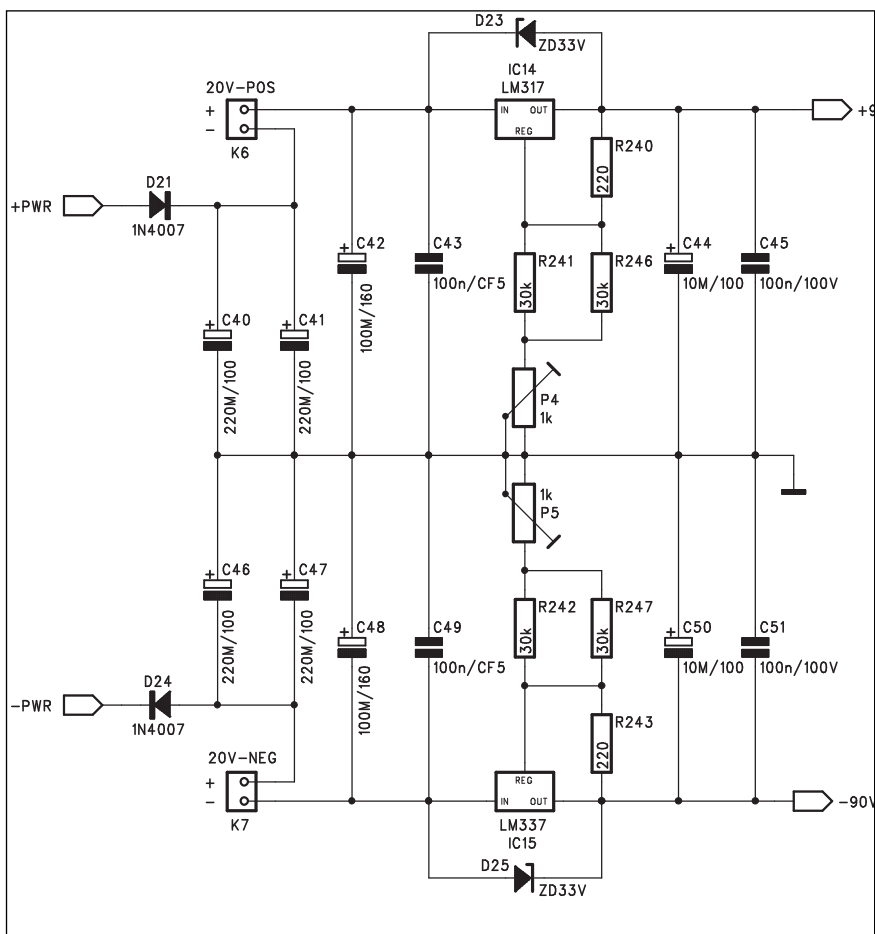 D23
ZD33V
IC14
LM317
IN OUT
REG
20V-POS
+
-
K6
+9
R240
220
D21
+PWR
1N4007
C42
+
100M/160
C43
100n/CF5
R241
30k
R246
30k
C44
+
10M/100
C45
100n/100V
C40
+
220M/100
C41
+
220M/100
P4
1k
1k
P5
C46
+
220M/100
C47
+
220M/100
C48
+
100M/160
C49
100n/CF5
R242
30k
R247
30k
C50
+
10M/100
C51
100n/100V
D24
-PWR
1N4007
R243
220
20V-NEG
+
-
K7
REG
IN OUT
LM337
IC15
-90V
D25
ZD33V